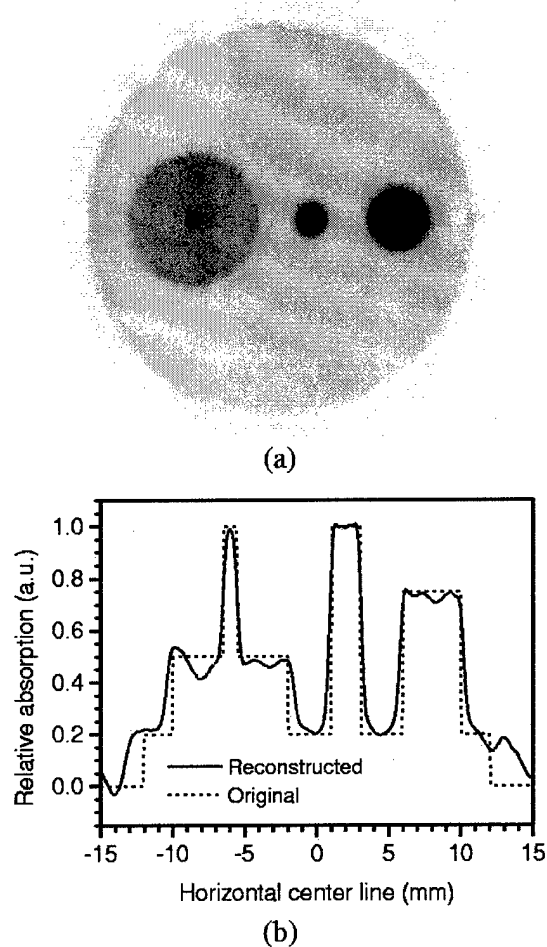 (a)
1.0
0.8
0.6
0.4
0.2
0.0
Relative absorption (a.u.)
Reconstructed
Original
-15 -10 -5 0 5 10 15
Horizontal center line (mm)
(b)